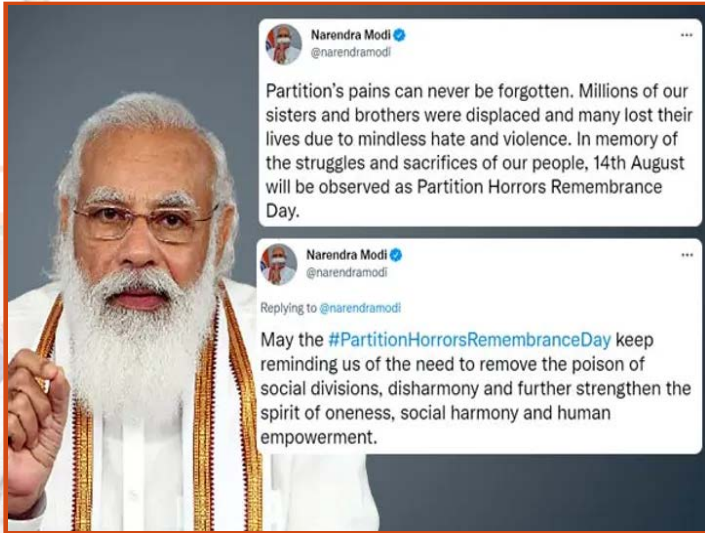 Narendra Modi
@narendramodi
Partition's pains can never be forgotten. Millions of our
sisters and brothers were displaced and many lost their
lives due to mindless hate and violence. In memory of
the struggles and sacrifices of our people, 14th August
will be observed as Partition Horrors Remembrance
Day.
Narendra Modi
@narendramodi
Replying to @narendramodi
May the #PartitionHorrorsRemembranceDay keep
reminding us of the need to remove the poison of
social divisions, disharmony and further strengthen the
spirit of oneness, social harmony and human
empowerment.